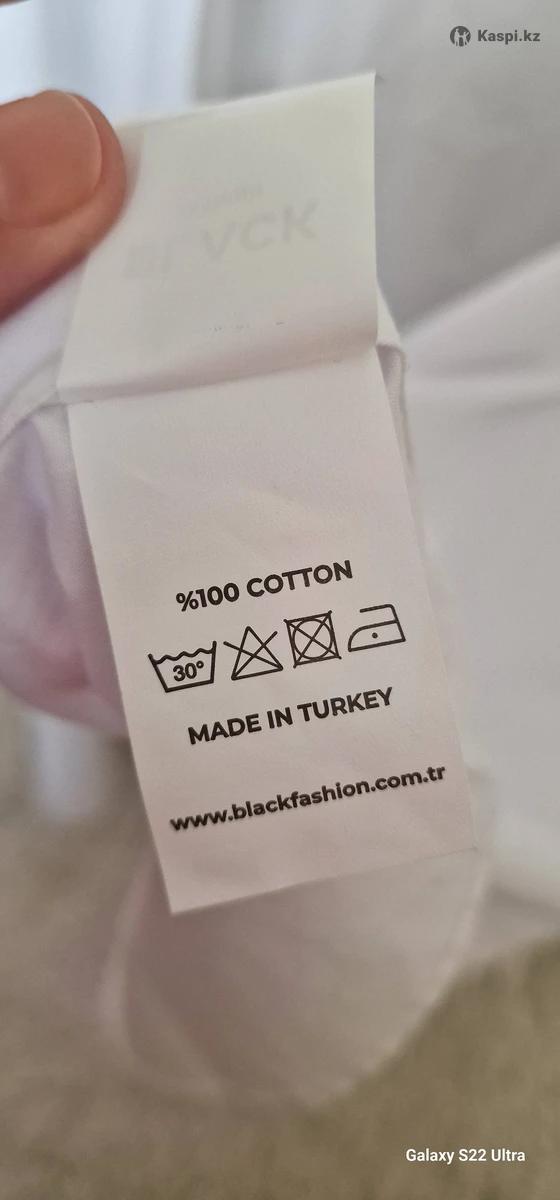 Kaspi.kz
%100 COTTON
30°
MADE IN TURKEY
www.blackfashion.com.tr
Galaxy S22 Ultra